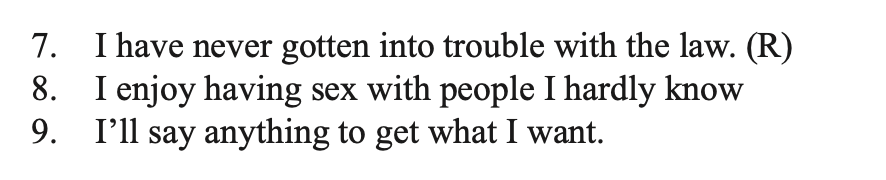 7. I have never gotten into trouble with the law. (R)
8. I enjoy having sex with people I hardly know
9. I’ll say anything to get what I want.